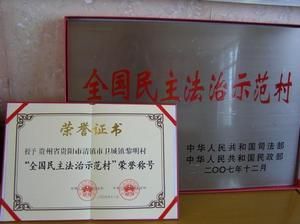 荣誉证书
授予 贵州省贵阳市清镇市卫城镇黎明村
“全国民主法治示范村”荣誉称号
全国民主法治示范村
中华人民共和国司法部
中华人民共和国民政部
二〇〇七年十二月